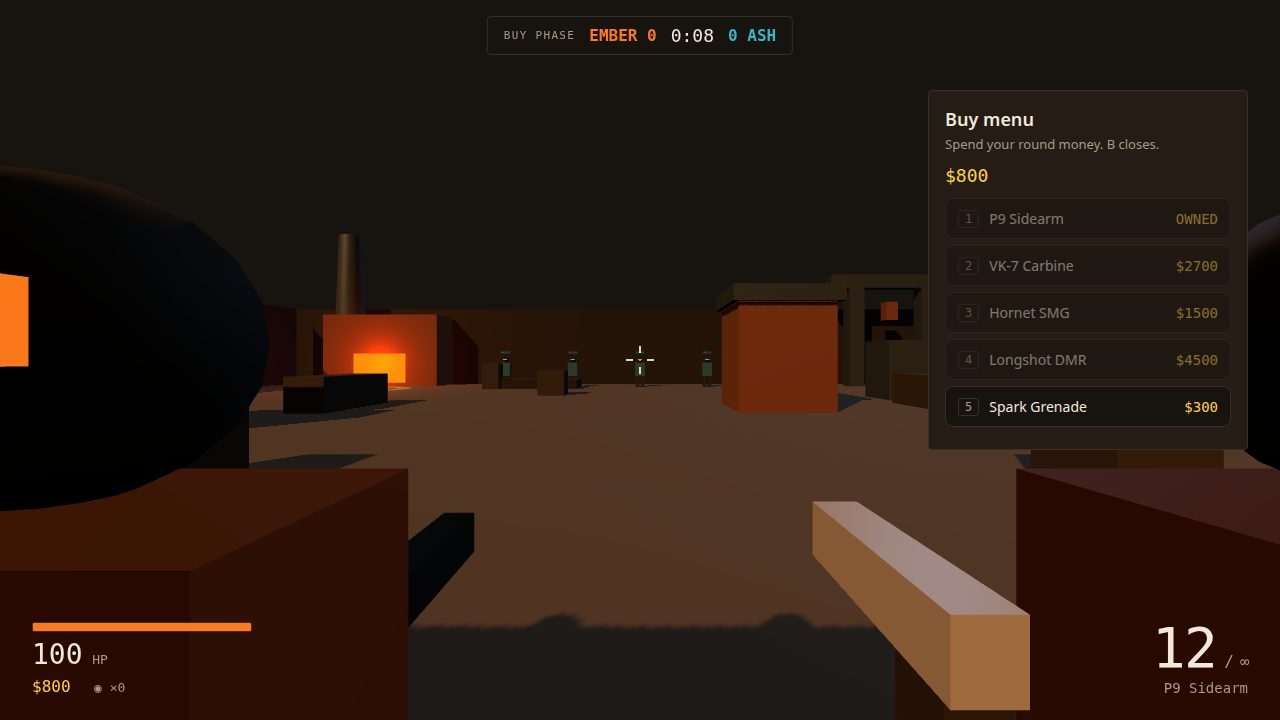 BUY PHASE EMBER 0 0:08 0 ASH
Buy menu
Spend your round money. B closes.
$800
1 P9 Sidearm OWNED
2 VK-7 Carbine $2700
3 Hornet SMG $1500
4 Longshot DMR $4500
5 Spark Grenade $300
100 HP
$800 ◉ ×0
12 / ∞
P9 Sidearm